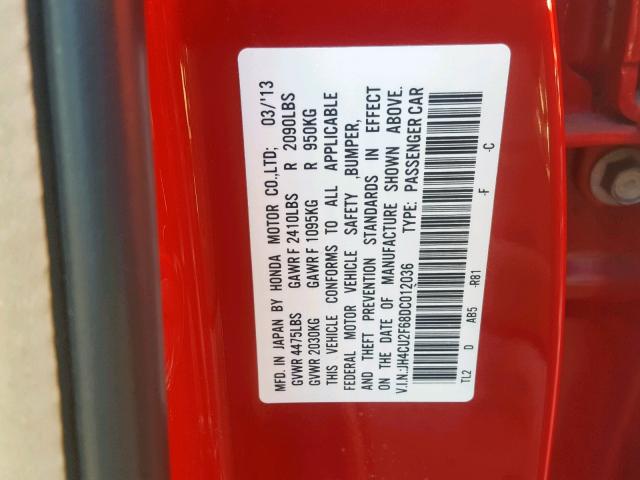 MFD. IN JAPAN BY HONDA MOTOR CO.,LTD; 03/'13
GVWR 4475LBS GAWR F 2410LBS R 2090LBS
GVWR 2030KG GAWR F 1095KG R 950KG
THIS VEHICLE CONFORMS TO ALL APPLICABLE
FEDERAL MOTOR VEHICLE SAFETY ,BUMPER,
AND THEFT PREVENTION STANDARDS IN EFFECT
ON THE DATE OF MANUFACTURE SHOWN ABOVE.
V.I.N.:JH4CU2F68DC012036 TYPE: PASSENGER CAR
TL2 D AB5 -R81 -F -C